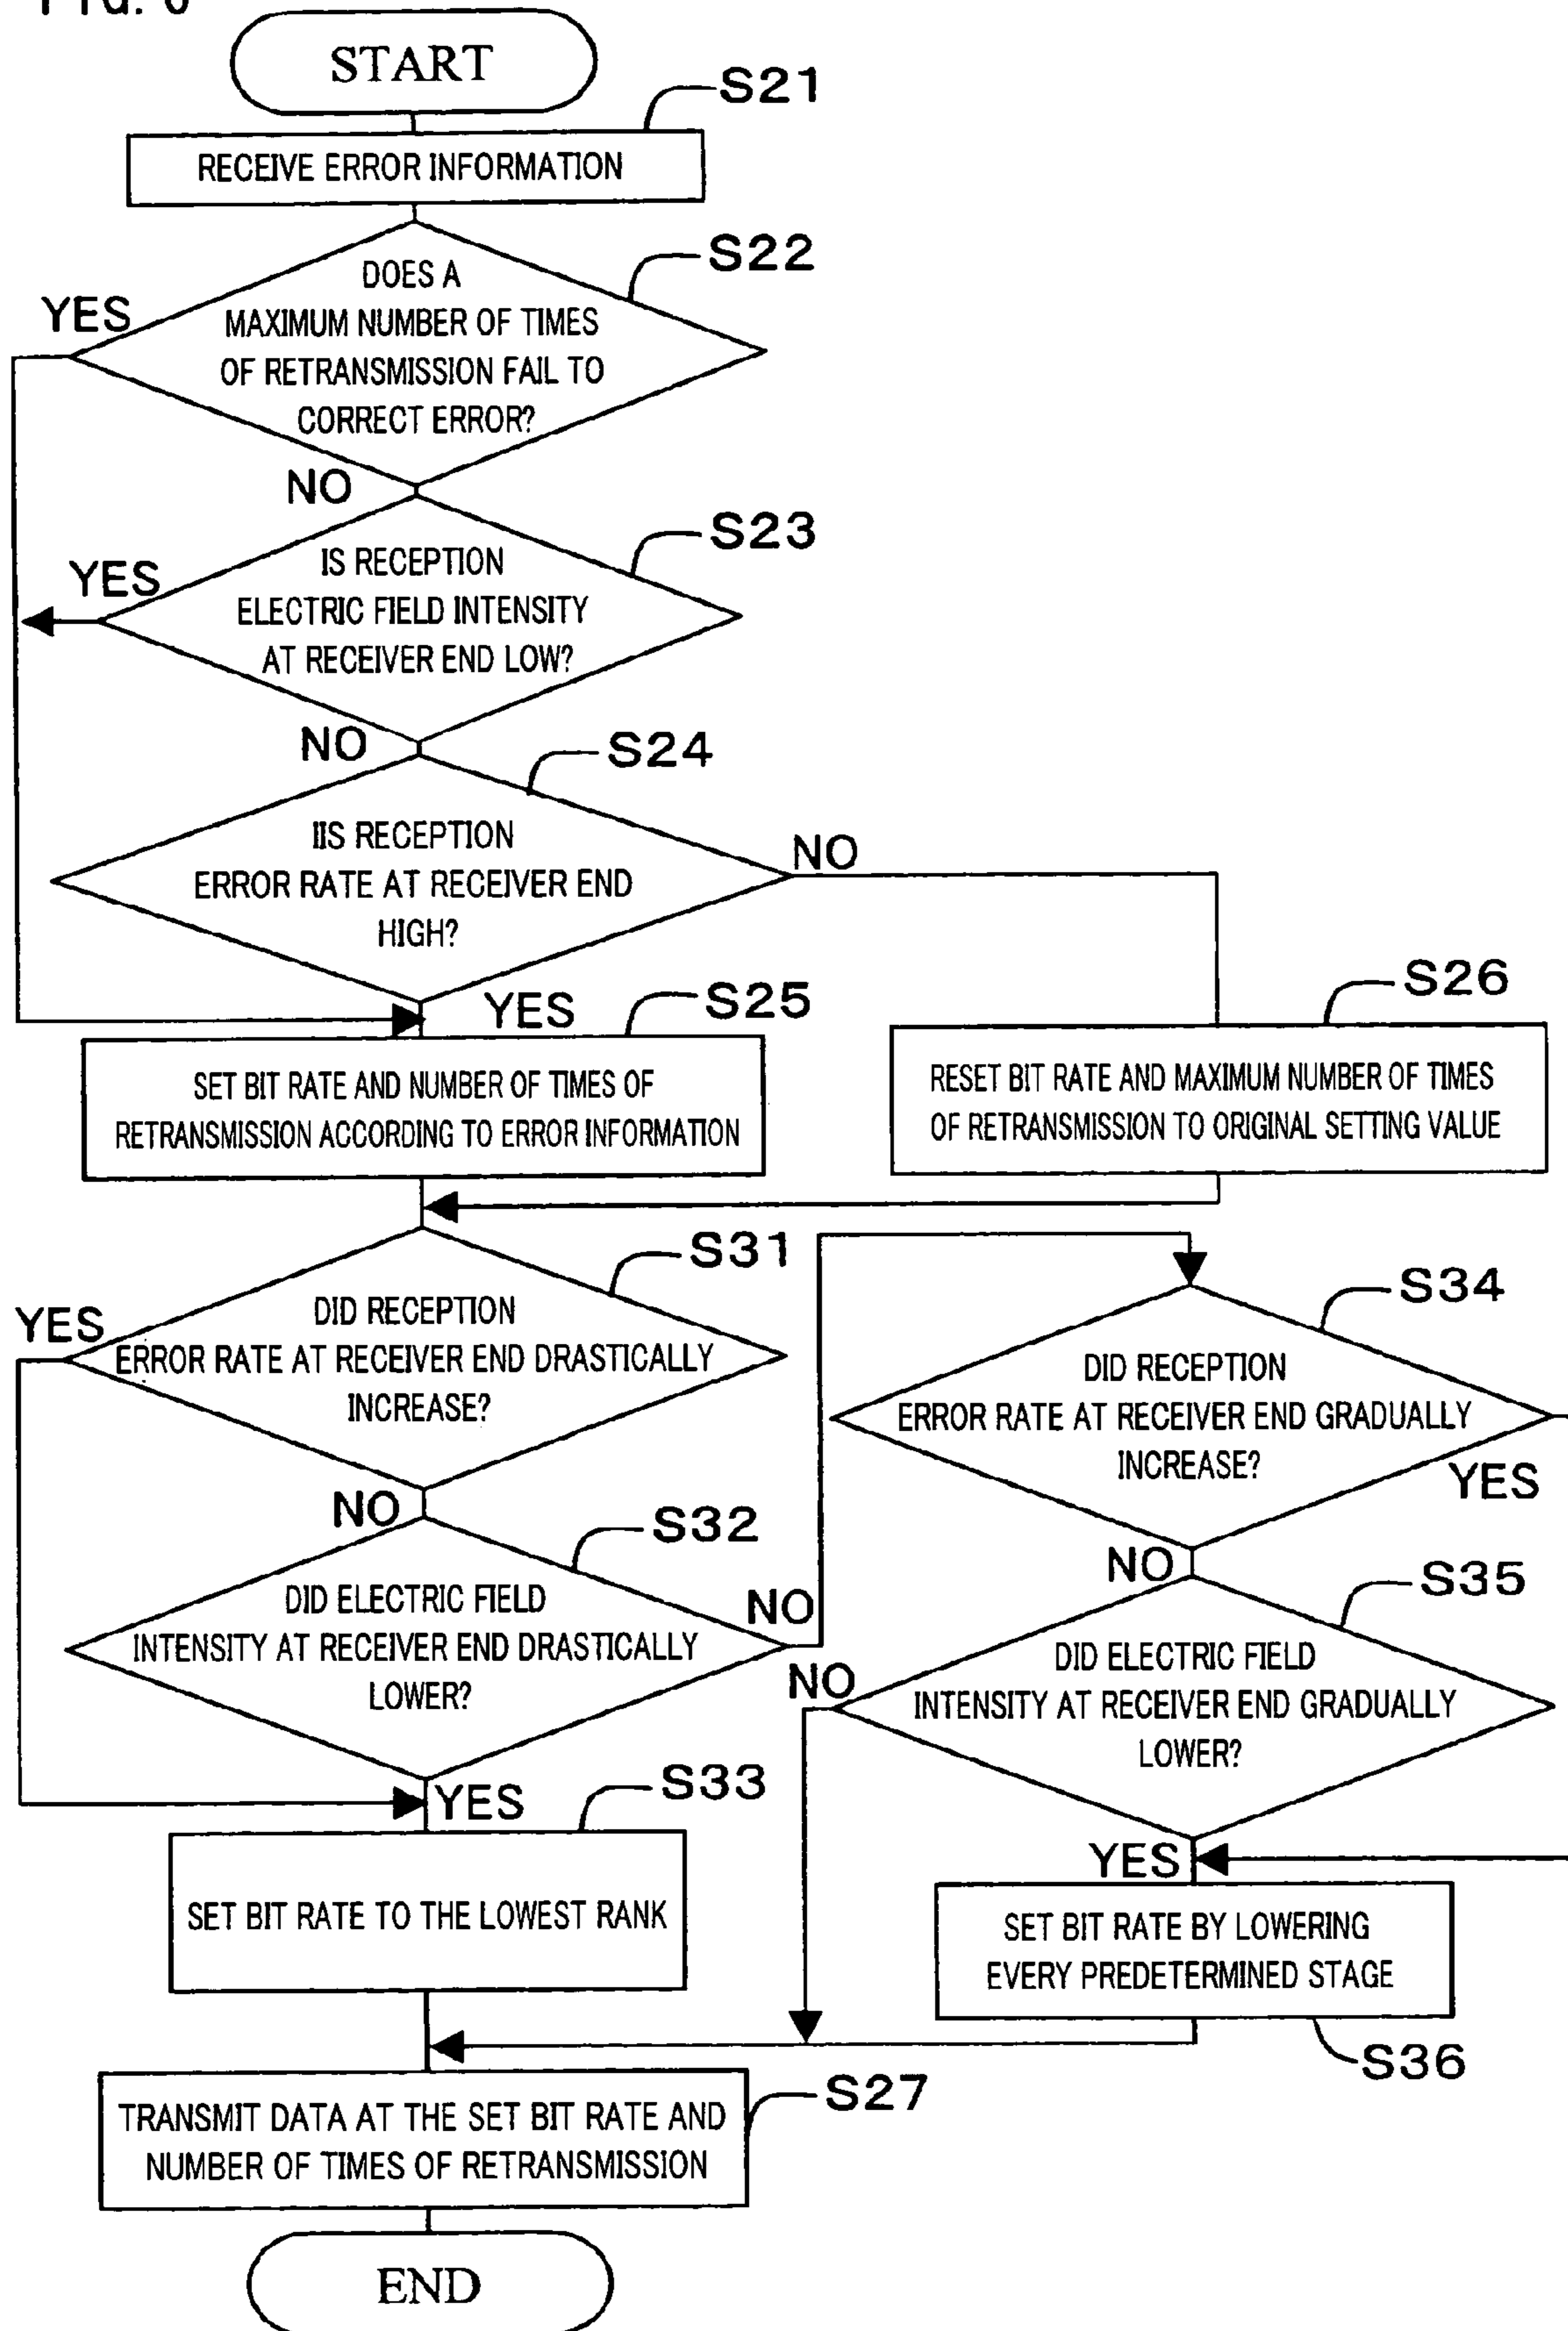 START
S21
RECEIVE ERROR INFORMATION
S22
DOES A
MAXIMUM NUMBER OF TIMES
OF RETRANSMISSION FAIL TO
CORRECT ERROR?
YES
NO
S23
IS RECEPTION
ELECTRIC FIELD INTENSITY
AT RECEIVER END LOW?
YES
NO
S24
IIS RECEPTION
ERROR RATE AT RECEIVER END
HIGH?
NO
YES
S25
SET BIT RATE AND NUMBER OF TIMES OF
RETRANSMISSION ACCORDING TO ERROR INFORMATION
S26
RESET BIT RATE AND MAXIMUM NUMBER OF TIMES
OF RETRANSMISSION TO ORIGINAL SETTING VALUE
S31
DID RECEPTION
ERROR RATE AT RECEIVER END DRASTICALLY
INCREASE?
YES
NO
S32
DID ELECTRIC FIELD
INTENSITY AT RECEIVER END DRASTICALLY
LOWER?
NO
YES
S33
SET BIT RATE TO THE LOWEST RANK
S34
DID RECEPTION
ERROR RATE AT RECEIVER END GRADUALLY
INCREASE?
YES
NO
S35
DID ELECTRIC FIELD
INTENSITY AT RECEIVER END GRADUALLY
LOWER?
NO
YES
SET BIT RATE BY LOWERING
EVERY PREDETERMINED STAGE
S36
S27
TRANSMIT DATA AT THE SET BIT RATE AND
NUMBER OF TIMES OF RETRANSMISSION
END